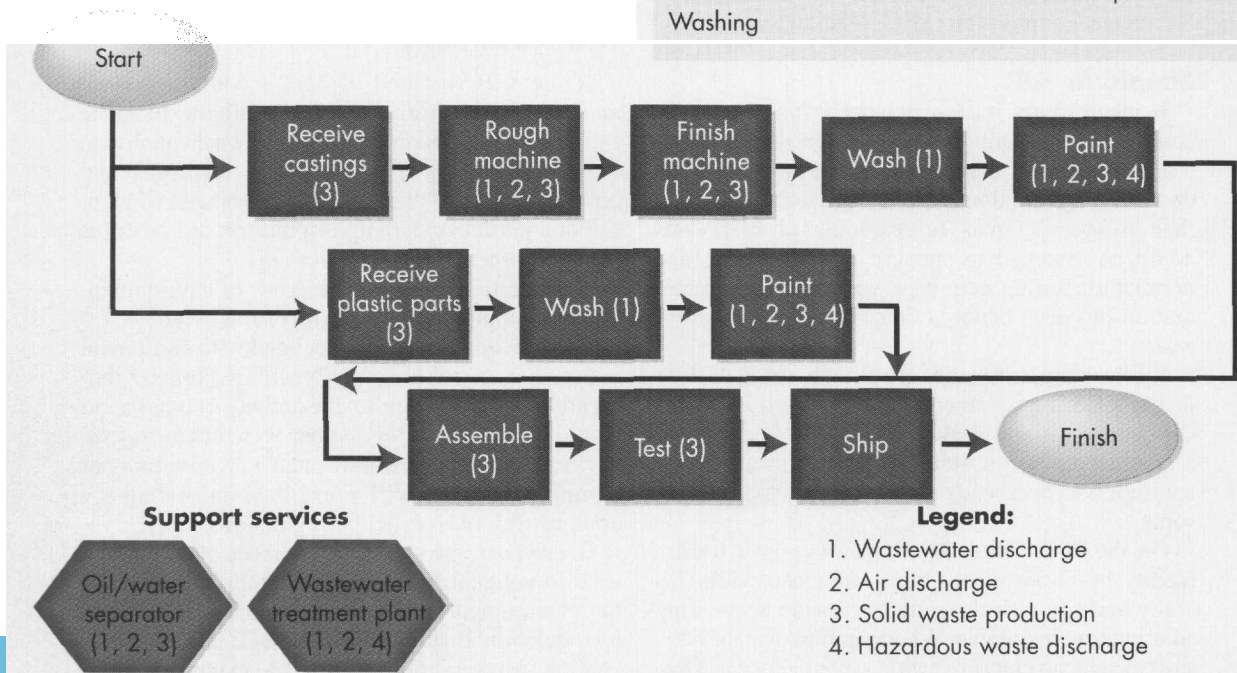 Washing
Start
Receive
castings
(3)
Rough
machine
(1, 2, 3)
Finish
machine
(1, 2, 3)
Wash (1)
Paint
(1, 2, 3, 4)
Receive
plastic parts
(3)
Wash (1)
Paint
(1, 2, 3, 4)
Assemble
(3)
Test (3)
Ship
Finish
Support services
Oil/water
separator
(1, 2, 3)
Wastewater
treatment plant
(1, 2, 4)
Legend:
1. Wastewater discharge
2. Air discharge
3. Solid waste production
4. Hazardous waste discharge